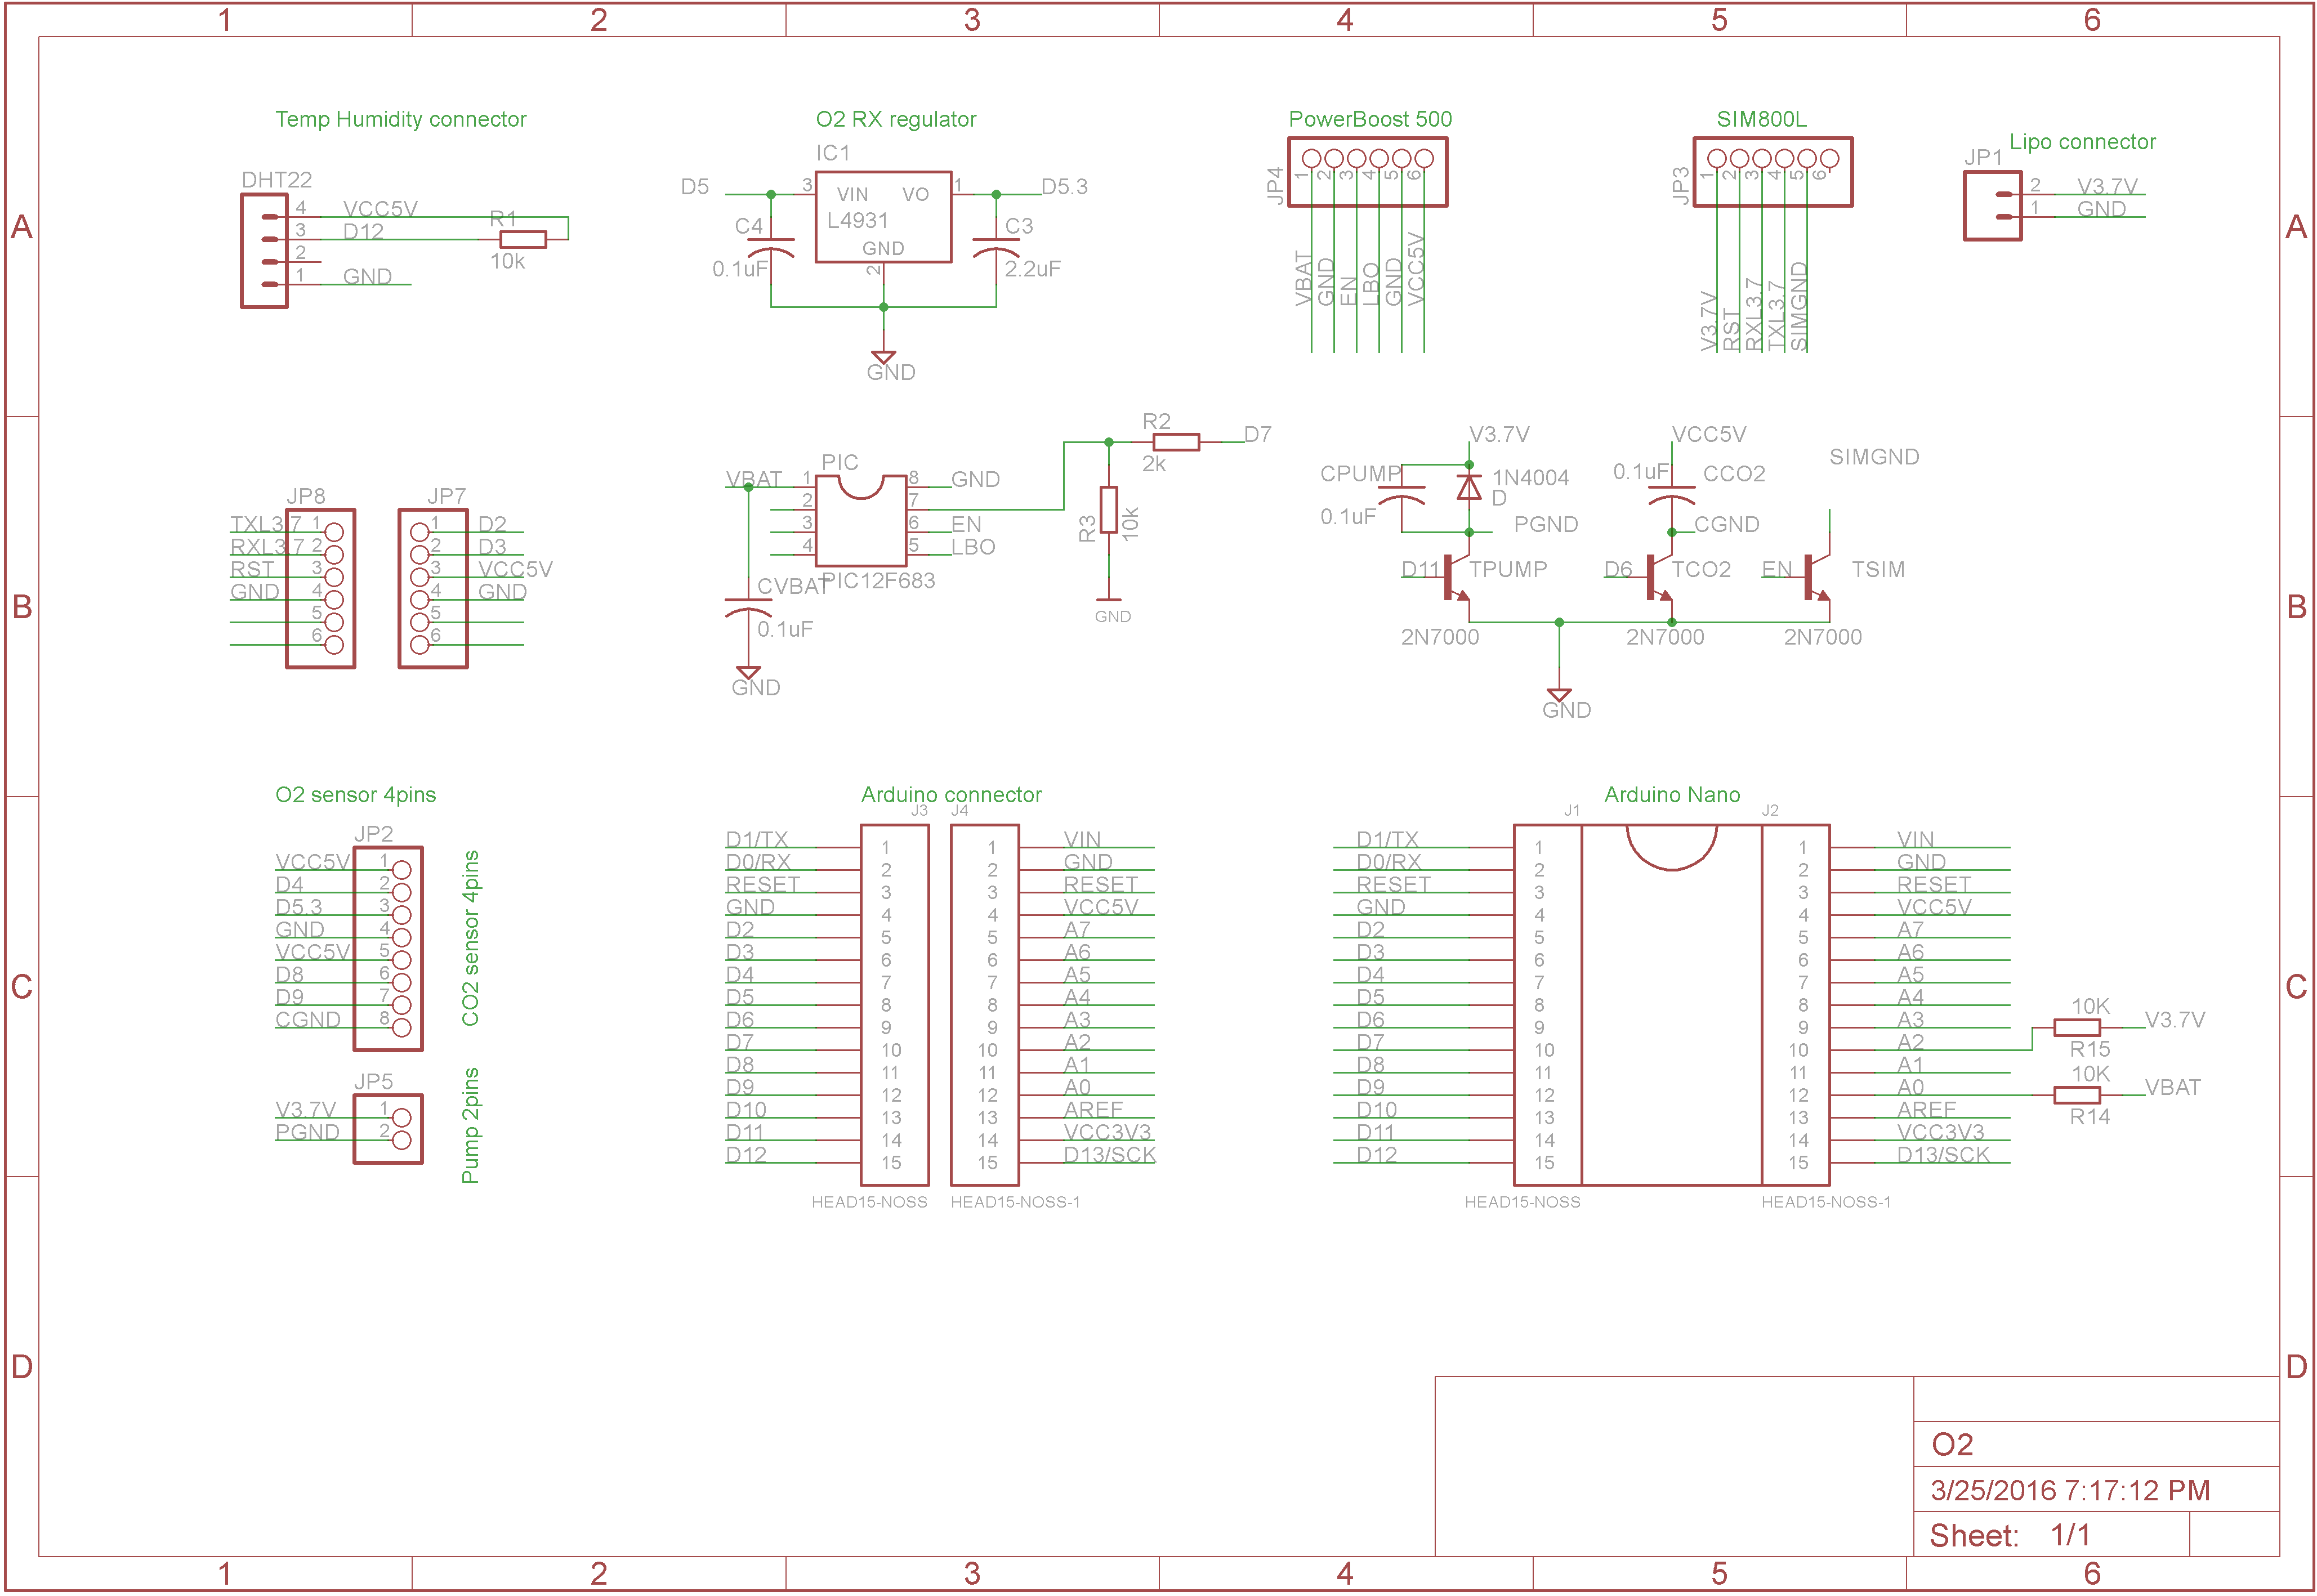 1 2 3 4 5 6
A
A
B
B
C
C
D
D
1 2 3 4 5 6
Temp Humidity connector
DHT22
4 VCC5V
3 D12
2
1 GND
R1
10k
O2 RX regulator
IC1
D5
3 VIN VO 1
D5.3
L4931
GND
2
C4
0.1uF
C3
2.2uF
GND
PowerBoost 500
JP4
1 2 3 4 5 6
VBAT
GND
EN
LBO
GND
VCC5V
SIM800L
JP3
1 2 3 4 5 6
V3.7V
RST
RXL3.7
TXL3.7
SIMGND
Lipo connector
JP1
2 V3.7V
1 GND
JP8
TXL3.7 1
RXL3.7 2
RST 3
GND 4
5
6
JP7
1 D2
2 D3
3 VCC5V
4 GND
5
6
PIC
VBAT 1
2
3
4
8 GND
7
6 EN
5 LBO
PIC12F683
CVBAT
0.1uF
GND
R2
2k
D7
R3
10k
GND
V3.7V
CPUMP
0.1uF
1N4004
D
PGND
D11
TPUMP
2N7000
VCC5V
0.1uF
CCO2
CGND
D6
TCO2
2N7000
SIMGND
EN
TSIM
2N7000
GND
O2 sensor 4pins
JP2
VCC5V 1
D4 2
D5.3 3
GND 4
VCC5V 5
D8 6
D9 7
CGND 8
CO2 sensor 4pins
JP5
V3.7V 1
PGND 2
Pump 2pins
Arduino connector
J3 J4
D1/TX 1 1 VIN
D0/RX 2 2 GND
RESET 3 3 RESET
GND 4 4 VCC5V
D2 5 5 A7
D3 6 6 A6
D4 7 7 A5
D5 8 8 A4
D6 9 9 A3
D7 10 10 A2
D8 11 11 A1
D9 12 12 A0
D10 13 13 AREF
D11 14 14 VCC3V3
D12 15 15 D13/SCK
HEAD15-NOSS HEAD15-NOSS-1
Arduino Nano
J1 J2
D1/TX 1 1 VIN
D0/RX 2 2 GND
RESET 3 3 RESET
GND 4 4 VCC5V
D2 5 5 A7
D3 6 6 A6
D4 7 7 A5
D5 8 8 A4
D6 9 9 A3
D7 10 10 A2
D8 11 11 A1
D9 12 12 A0
D10 13 13 AREF
D11 14 14 VCC3V3
D12 15 15 D13/SCK
HEAD15-NOSS HEAD15-NOSS-1
10K
V3.7V
R15
10K
VBAT
R14
O2
3/25/2016 7:17:12 PM
Sheet: 1/1